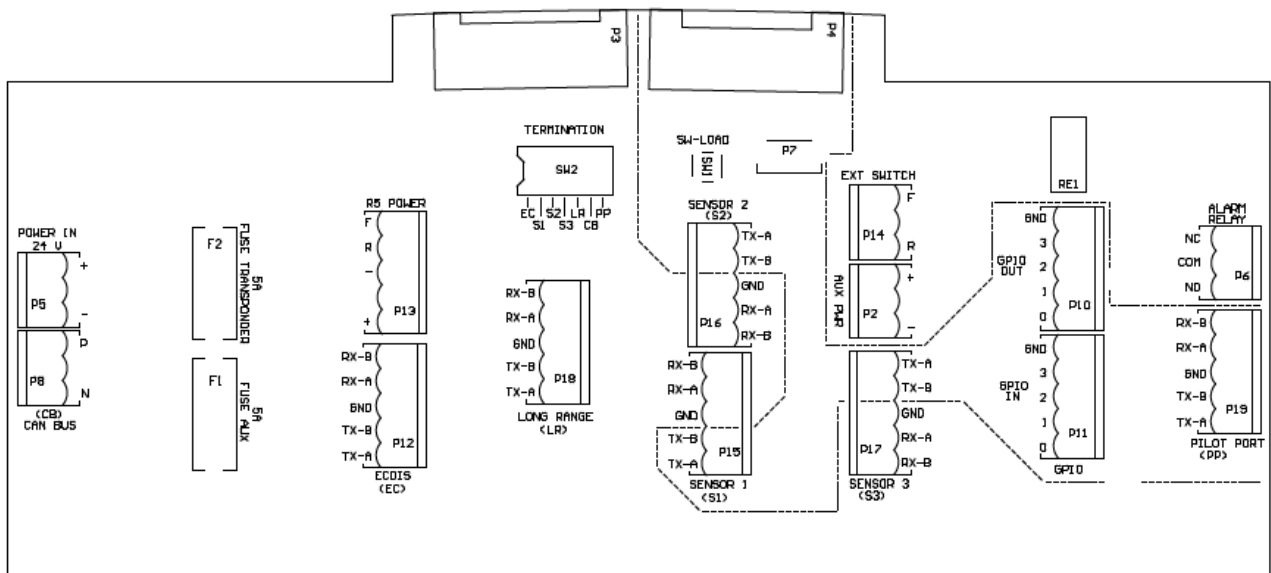 P3
P4
TERMINATION
SW2
EC
S2
LR
PP
S1
S3
CB
SW-LOAD
SW1
P7
RE1
POWER IN
24 V
+
P5
-
P
P8
N
(CB)
CAN BUS
F2
FUSE TRANSPONDER
5A
F1
FUSE AUX
5A
R5 POWER
F
R
-
P13
+
RX-B
RX-A
GND
TX-B
P12
TX-A
ECDIS
(EC)
RX-B
RX-A
GND
TX-B
P18
TX-A
LONG RANGE
(LR)
SENSOR 2
(S2)
TX-A
TX-B
GND
RX-A
P16
RX-B
RX-B
RX-A
GND
TX-B
P15
TX-A
SENSOR 1
(S1)
EXT SWITCH
F
P14
R
AUX PWR
+
P2
-
TX-A
TX-B
GND
RX-A
P17
RX-B
SENSOR 3
(S3)
GPIO
OUT
GND
3
2
1
P10
0
GPIO
IN
GND
3
2
1
P11
0
GPIO
ALARM
RELAY
NC
COM
P6
NO
RX-B
RX-A
GND
TX-B
P19
TX-A
PILOT PORT
(PP)